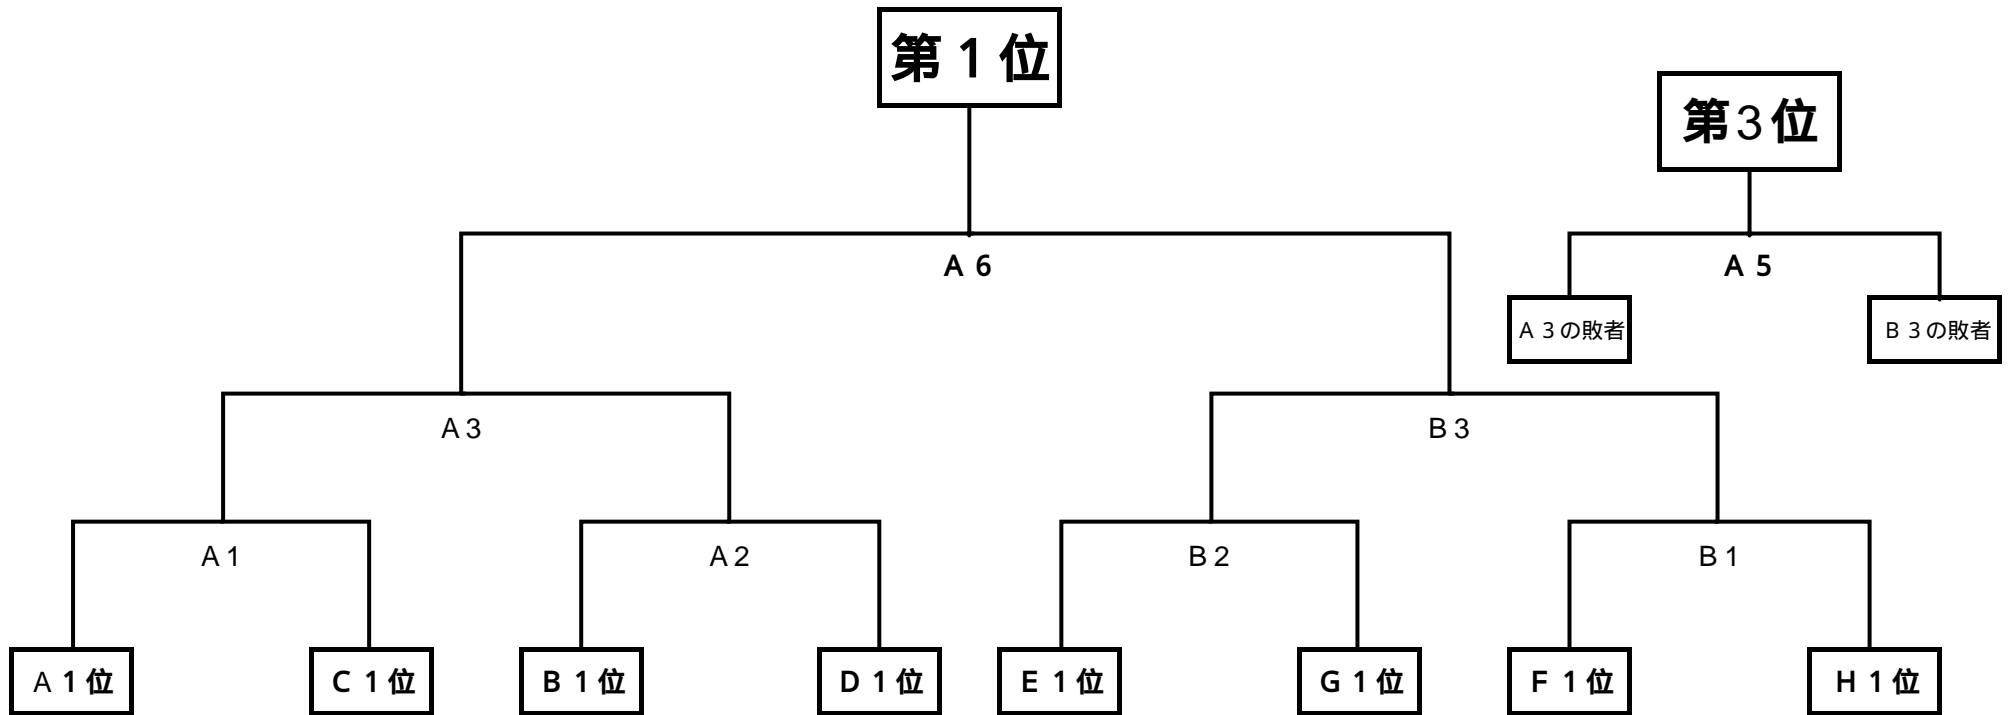 第１位
第3位
Ａ６
Ａ５
Ａ３の敗者
Ｂ３の敗者
Ａ３
Ｂ３
Ａ１
Ａ２
Ｂ２
Ｂ１
Ａ１位
Ｃ１位
Ｂ１位
Ｄ１位
Ｅ１位
Ｇ１位
Ｆ１位
Ｈ１位